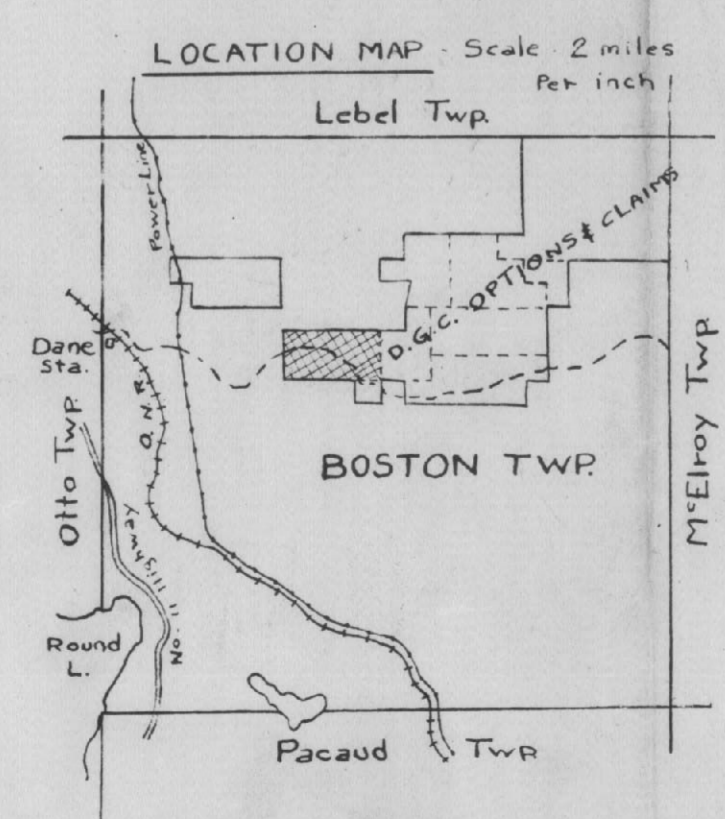 LOCATION MAP - Scale - 2 miles
Per inch
Lebel Twp.
Power Line
D.G.C. OPTIONS & CLAIMS
Dane
Sta.
O.N.R.
Otto Twp.
BOSTON TWP.
McElroy Twp.
No. 11 Highway
Round
L.
Pacaud Twp